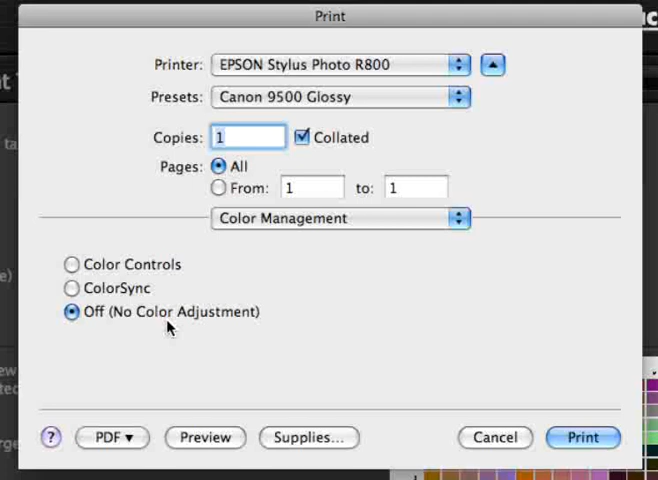 Print
Printer: EPSON Stylus Photo R800
Presets: Canon 9500 Glossy
Copies: 1 Collated
Pages: All
From: 1 to: 1
Color Management
Color Controls
ColorSync
Off (No Color Adjustment)
? PDF Preview Supplies... Cancel Print